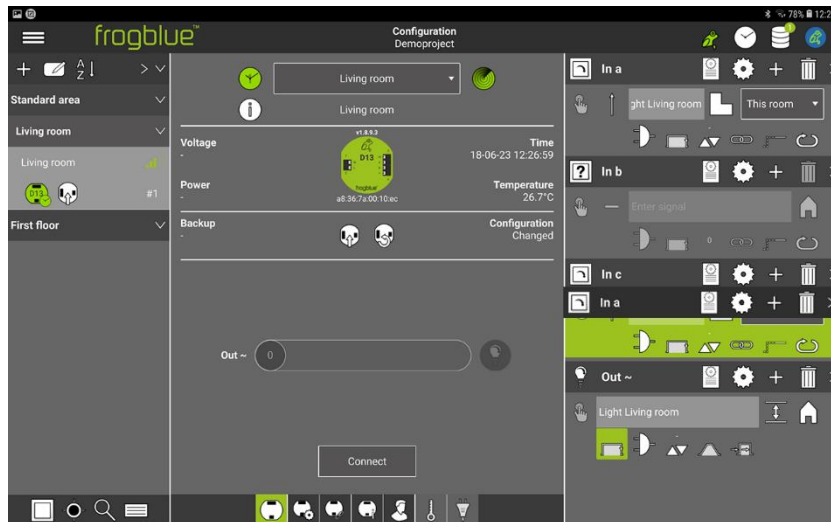 78% 12:2
frogblue™
Configuration
Demoproject
A
Z
Standard area
Living room
Living room
D13
#1
First floor
Living room
Living room
Voltage
-
v1.8.9.3
D13
frogblue
a8:36:7a:00:10:ec
Time
18-06-23 12:26:59
Power
-
Temperature
26.7°C
Backup
-
Configuration
Changed
Out ~
0
Connect
In a
ght Living room
This room
In b
Enter signal
0
In c
In a
Out ~
Light Living room